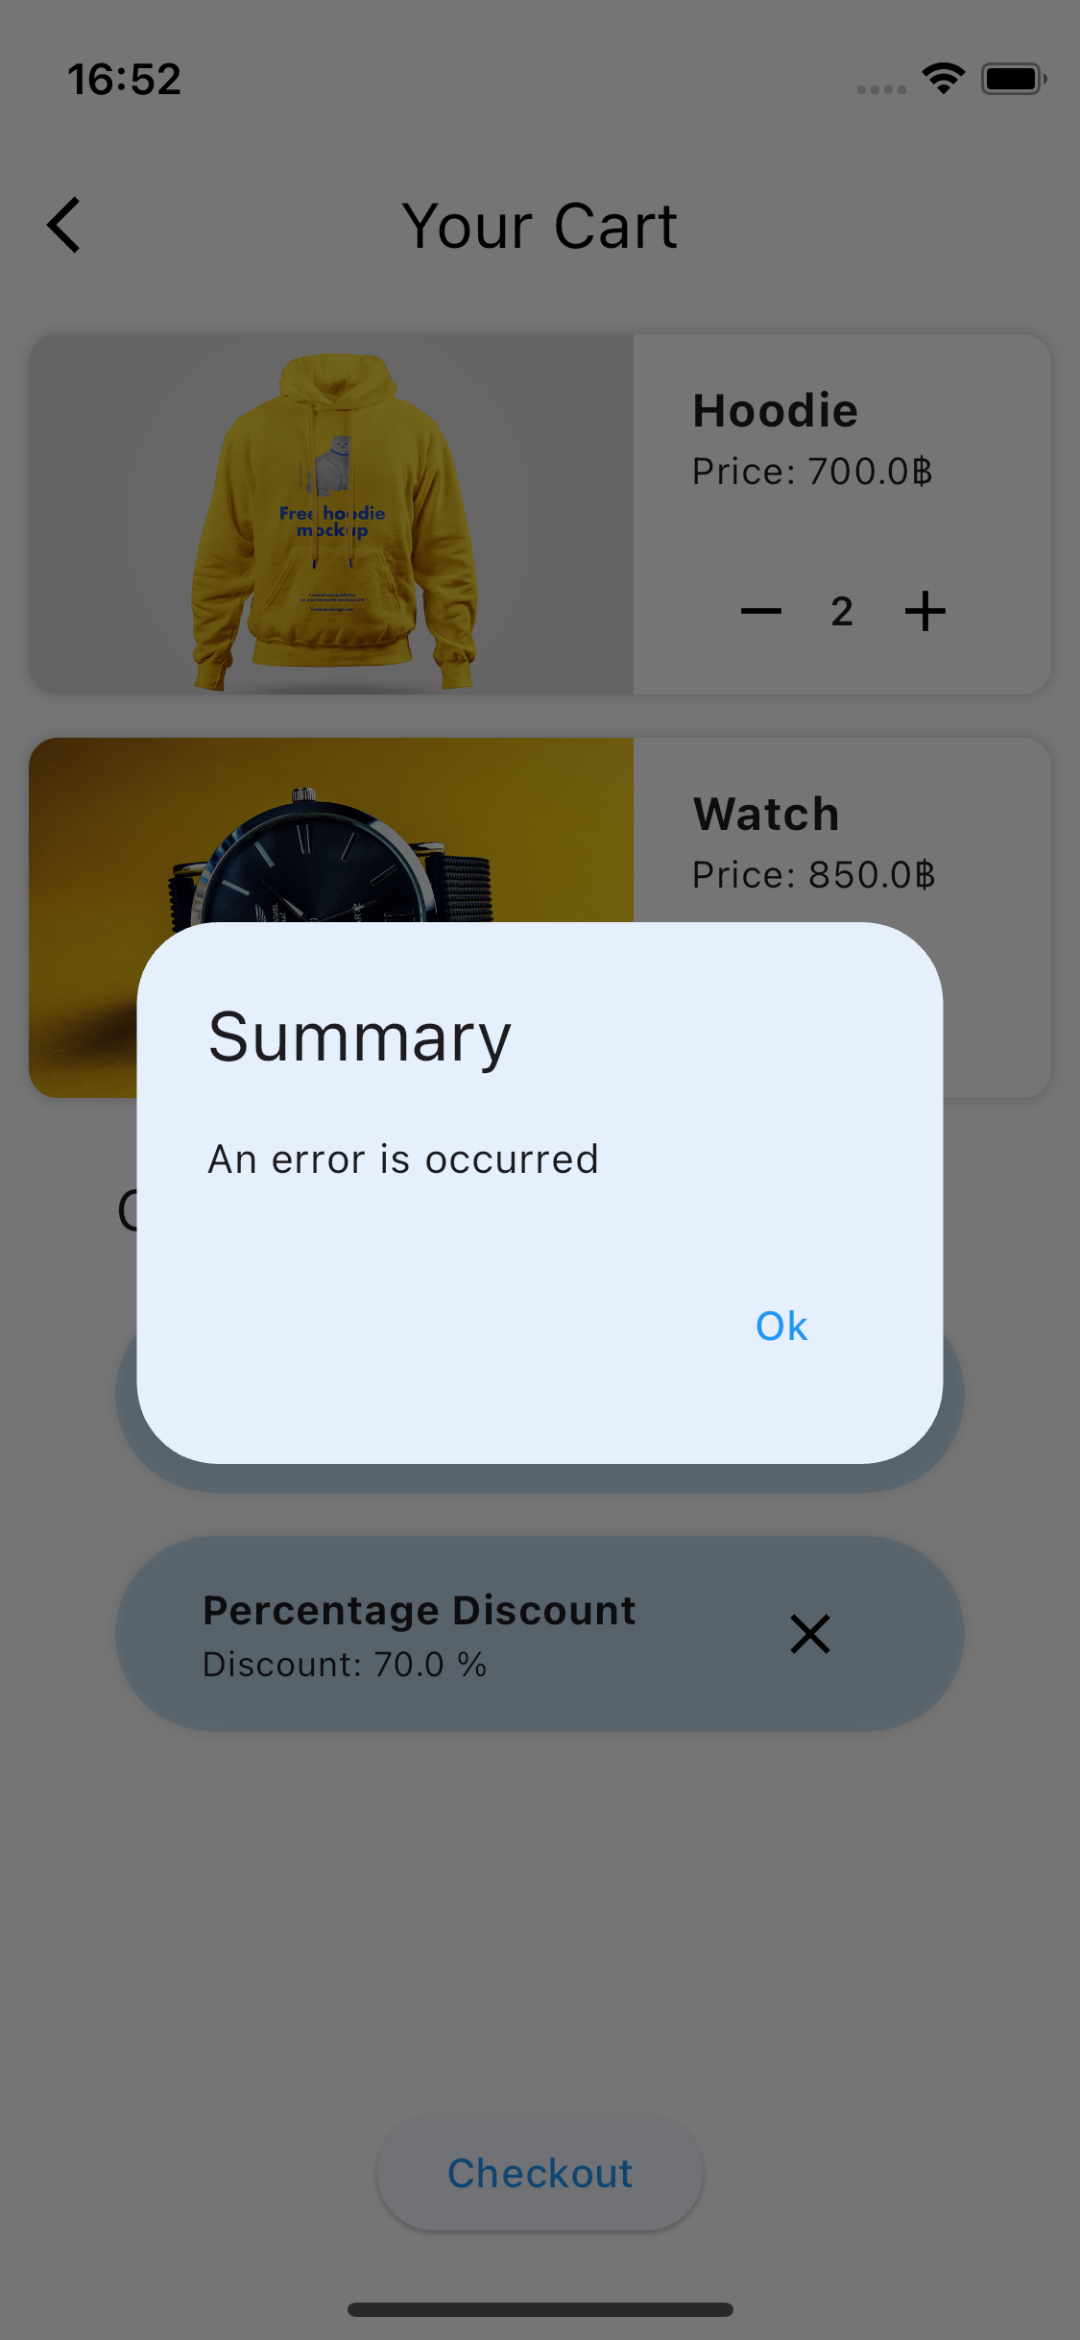 16:52
Your Cart
Hoodie
Price: 700.0฿
Free hoodie
mockup
2
Watch
Price: 850.0฿
Summary
An error is occurred
Ok
Percentage Discount
Discount: 70.0 %
Checkout